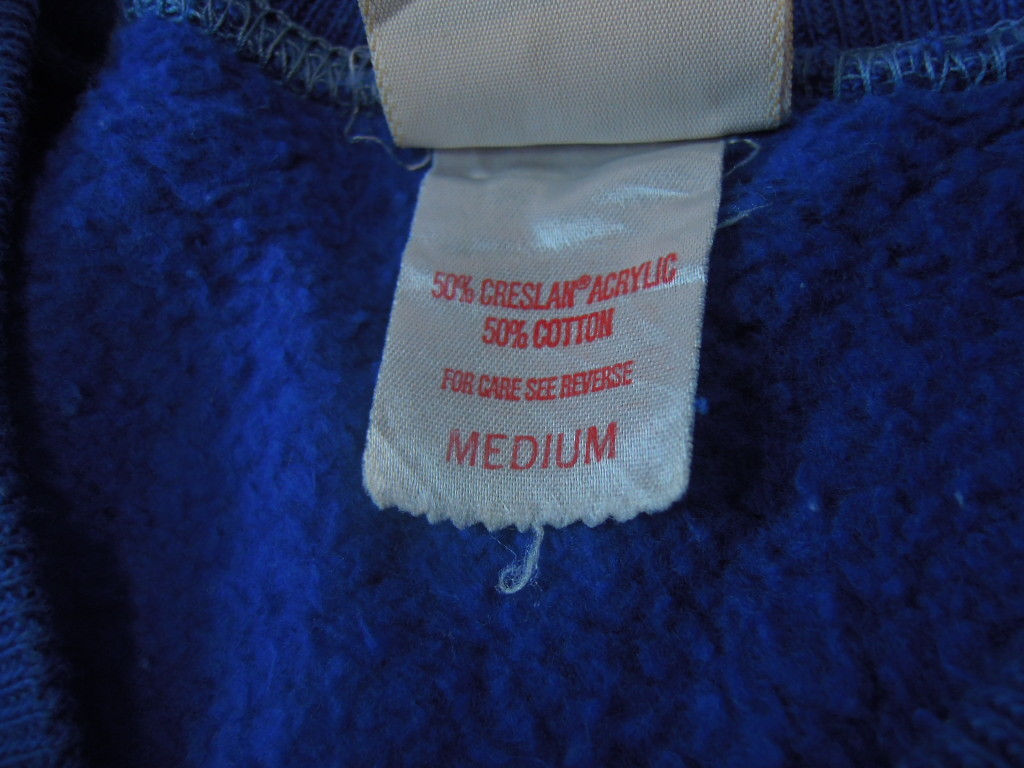 50% CRESLAN® ACRYLIC
50% COTTON
FOR CARE SEE REVERSE
MEDIUM